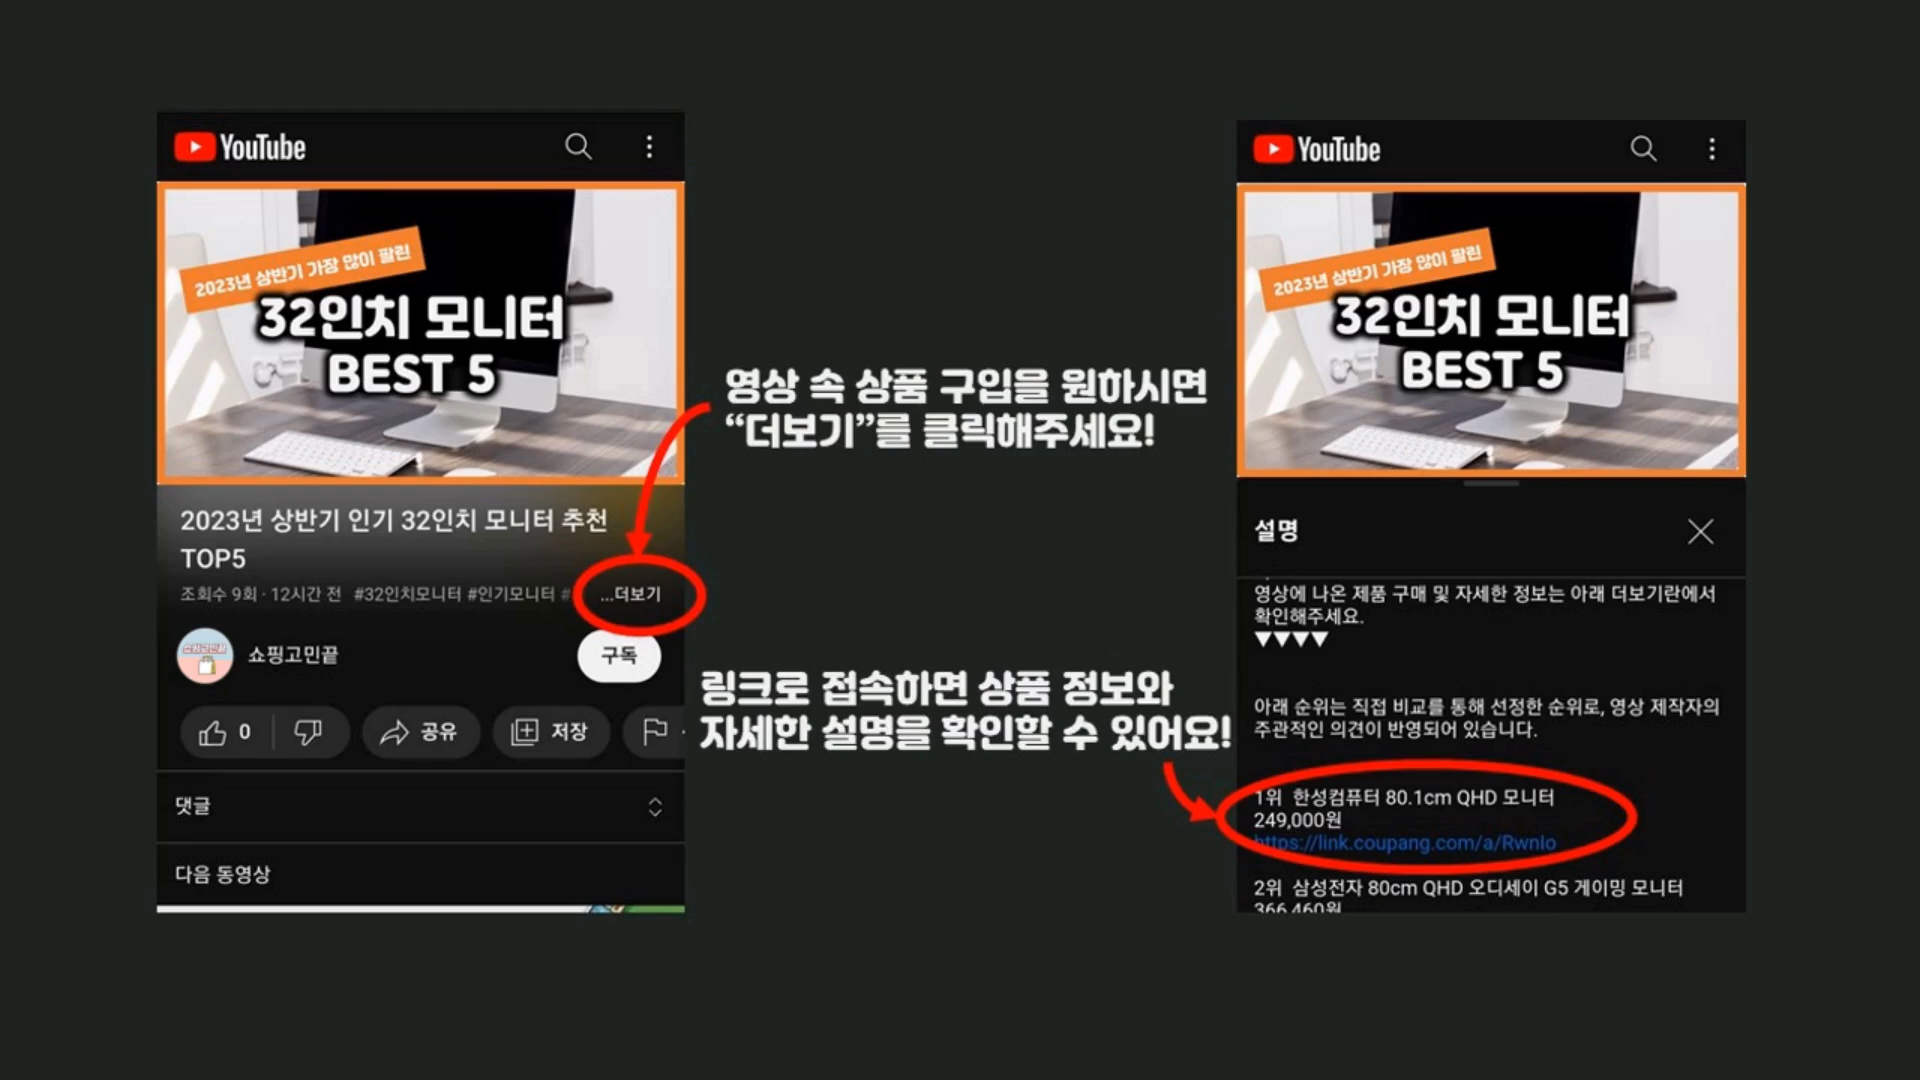 YouTube
2023년 상반기 가장 많이 팔린
32인치 모니터
BEST 5
2023년 상반기 인기 32인치 모니터 추천
TOP5
조회수 9회 · 12시간 전 #32인치모니터 #인기모니터 # ...더보기
쇼핑고민끝
쇼핑고민끝
구독
0
공유
저장
댓글
다음 동영상
영상 속 상품 구입을 원하시면
“더보기”를 클릭해주세요!
링크로 접속하면 상품 정보와
자세한 설명을 확인할 수 있어요!
YouTube
2023년 상반기 가장 많이 팔린
32인치 모니터
BEST 5
설명
영상에 나온 제품 구매 및 자세한 정보는 아래 더보기란에서
확인해주세요.
▼▼▼▼
아래 순위는 직접 비교를 통해 선정한 순위로, 영상 제작자의
주관적인 의견이 반영되어 있습니다.
1위 한성컴퓨터 80.1cm QHD 모니터
249,000원
https://link.coupang.com/a/RwnIo
2위 삼성전자 80cm QHD 오디세이 G5 게이밍 모니터
366,460원